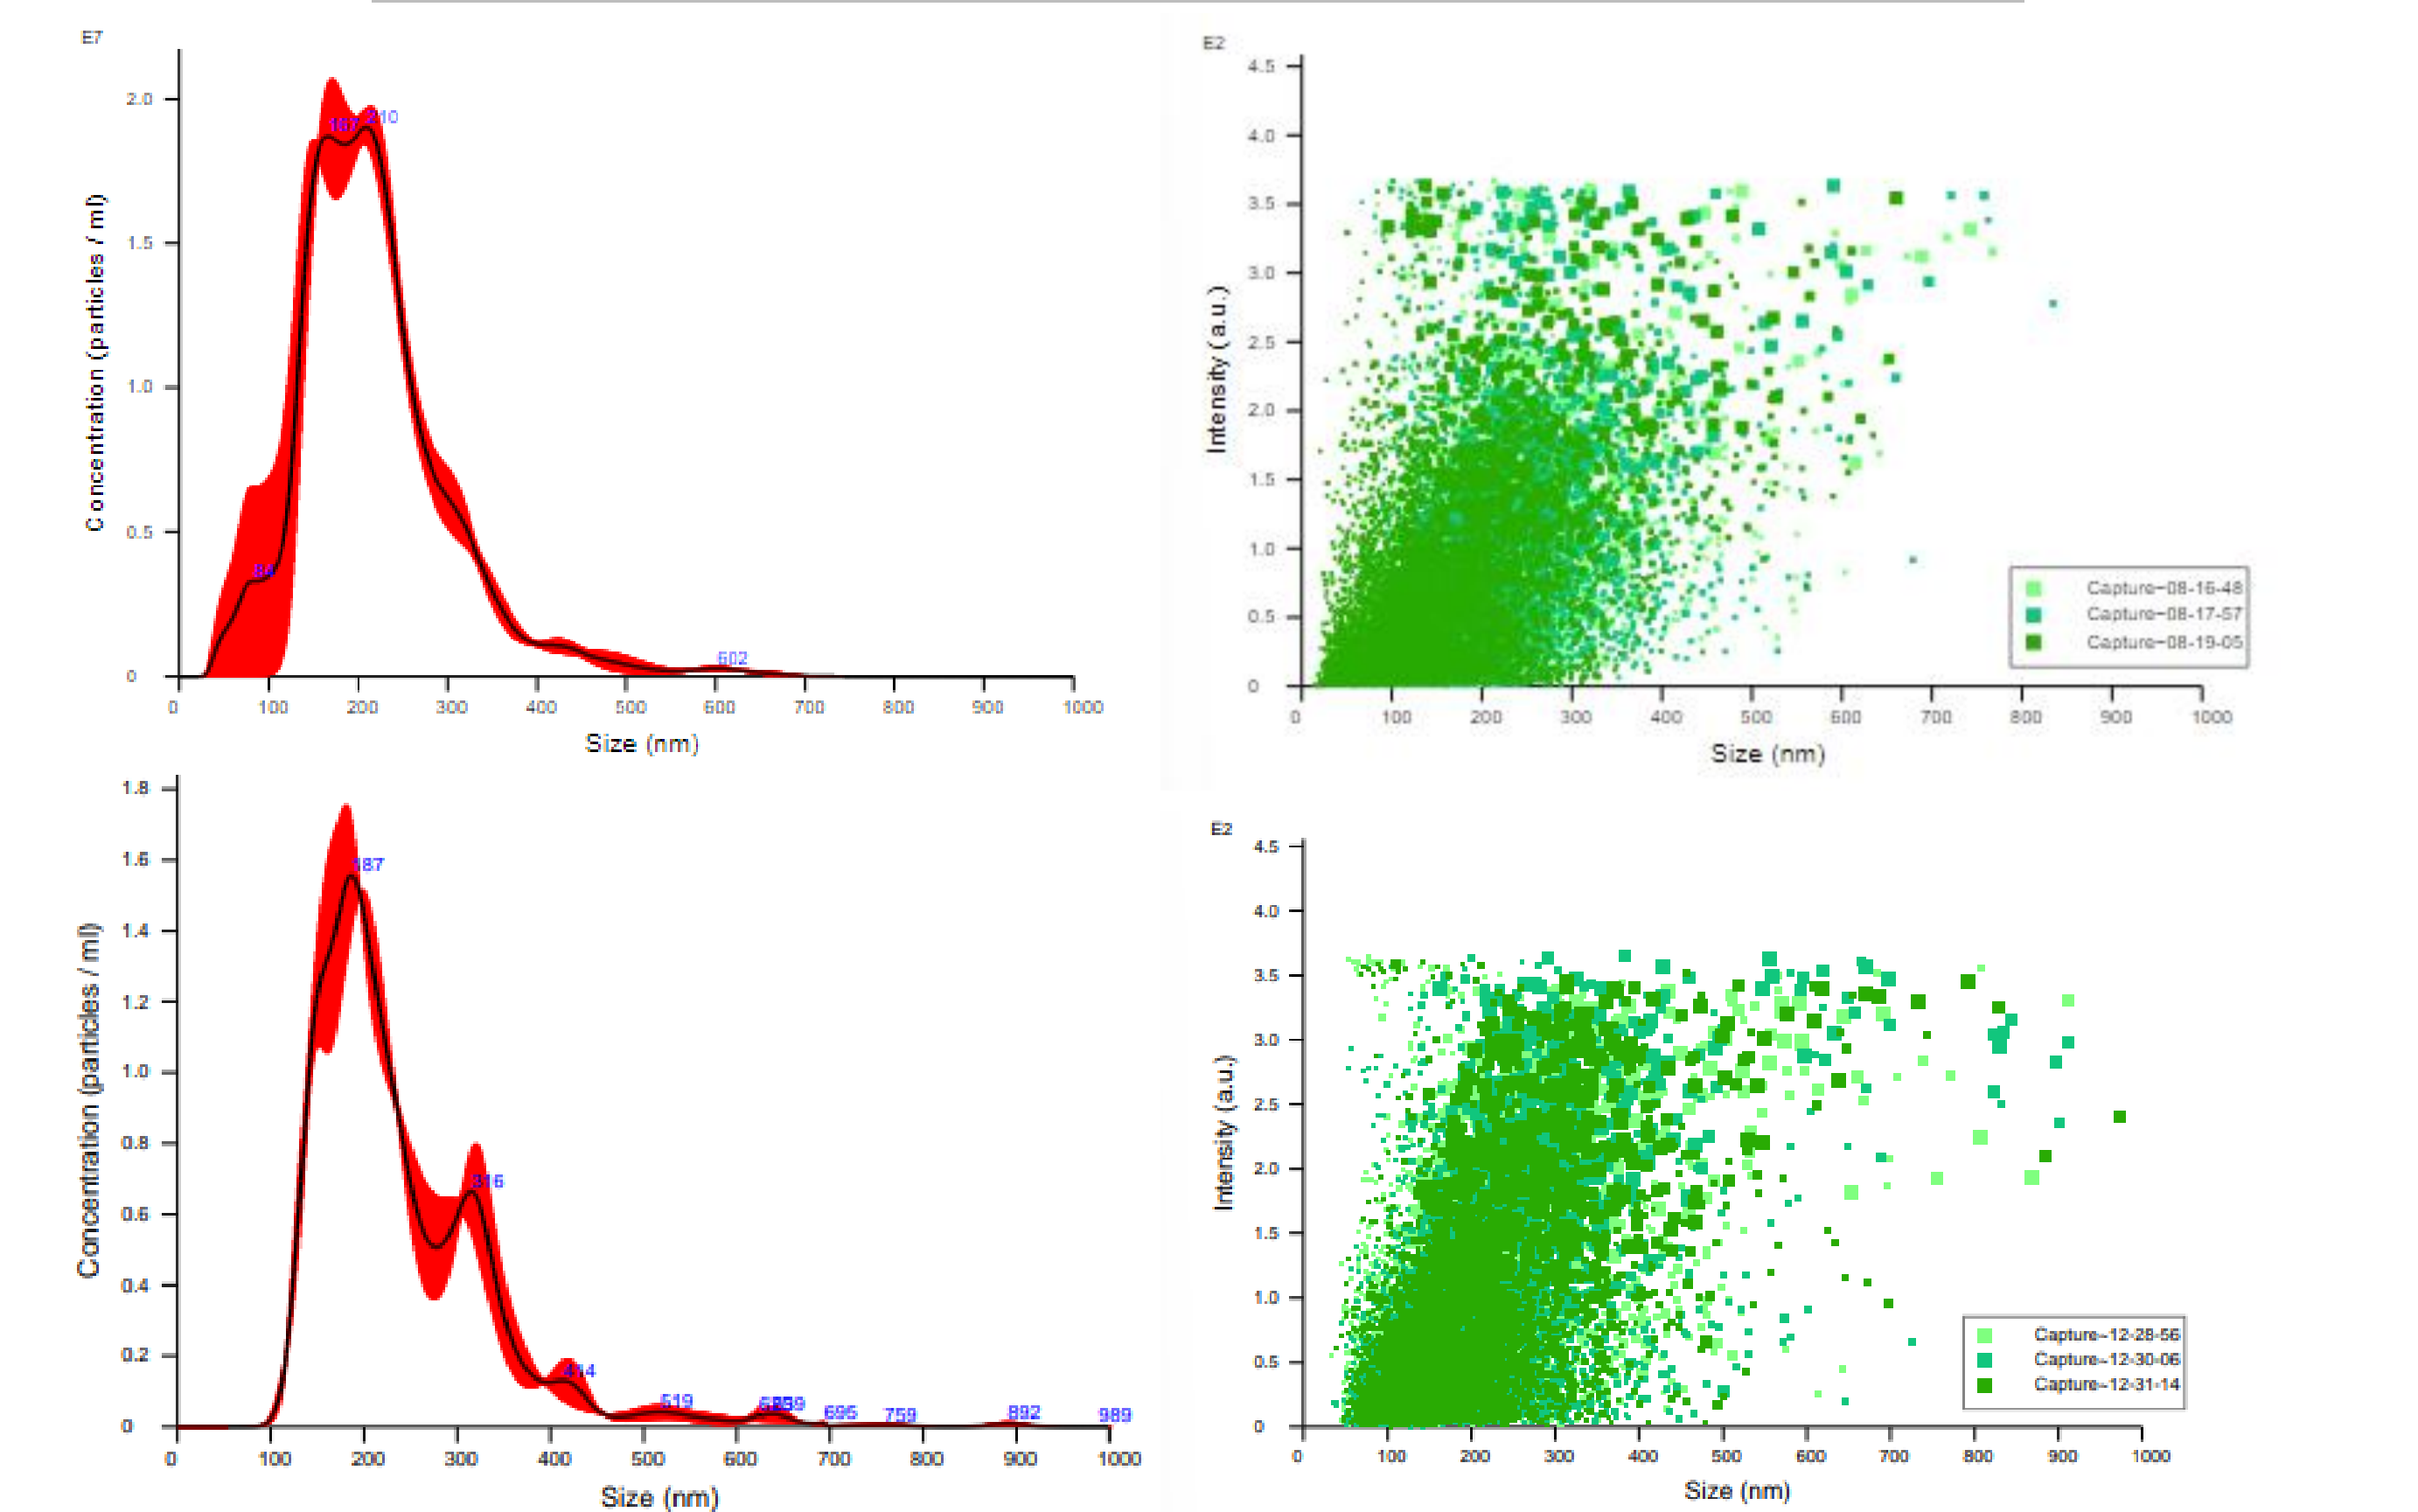 E7
2.0
1.5
1.0
0.5
0
Concentration (particles / ml)
84
167
210
602
0 100 200 300 400 500 600 700 800 900 1000
Size (nm)
E2
4.5
4.0
3.5
3.0
2.5
2.0
1.5
1.0
0.5
0
Intensity (a.u.)
Capture-08-16-48
Capture-08-17-57
Capture-08-19-05
0 100 200 300 400 500 600 700 800 900 1000
Size (nm)
1.8
1.6
1.4
1.2
1.0
0.8
0.6
0.4
0.2
0
Concentration (particles / ml)
187
316
414
519
695
759
892
989
0 100 200 300 400 500 600 700 800 900 1000
Size (nm)
E2
4.5
4.0
3.5
3.0
2.5
2.0
1.5
1.0
0.5
0
Intensity (a.u.)
Capture-12-28-56
Capture-12-30-06
Capture-12-31-14
0 100 200 300 400 500 600 700 800 900 1000
Size (nm)